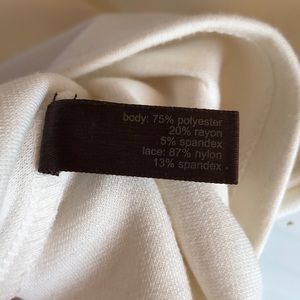 body: 75% polyester
20% rayon
5% spandex
lace: 87% nylon
13% spandex